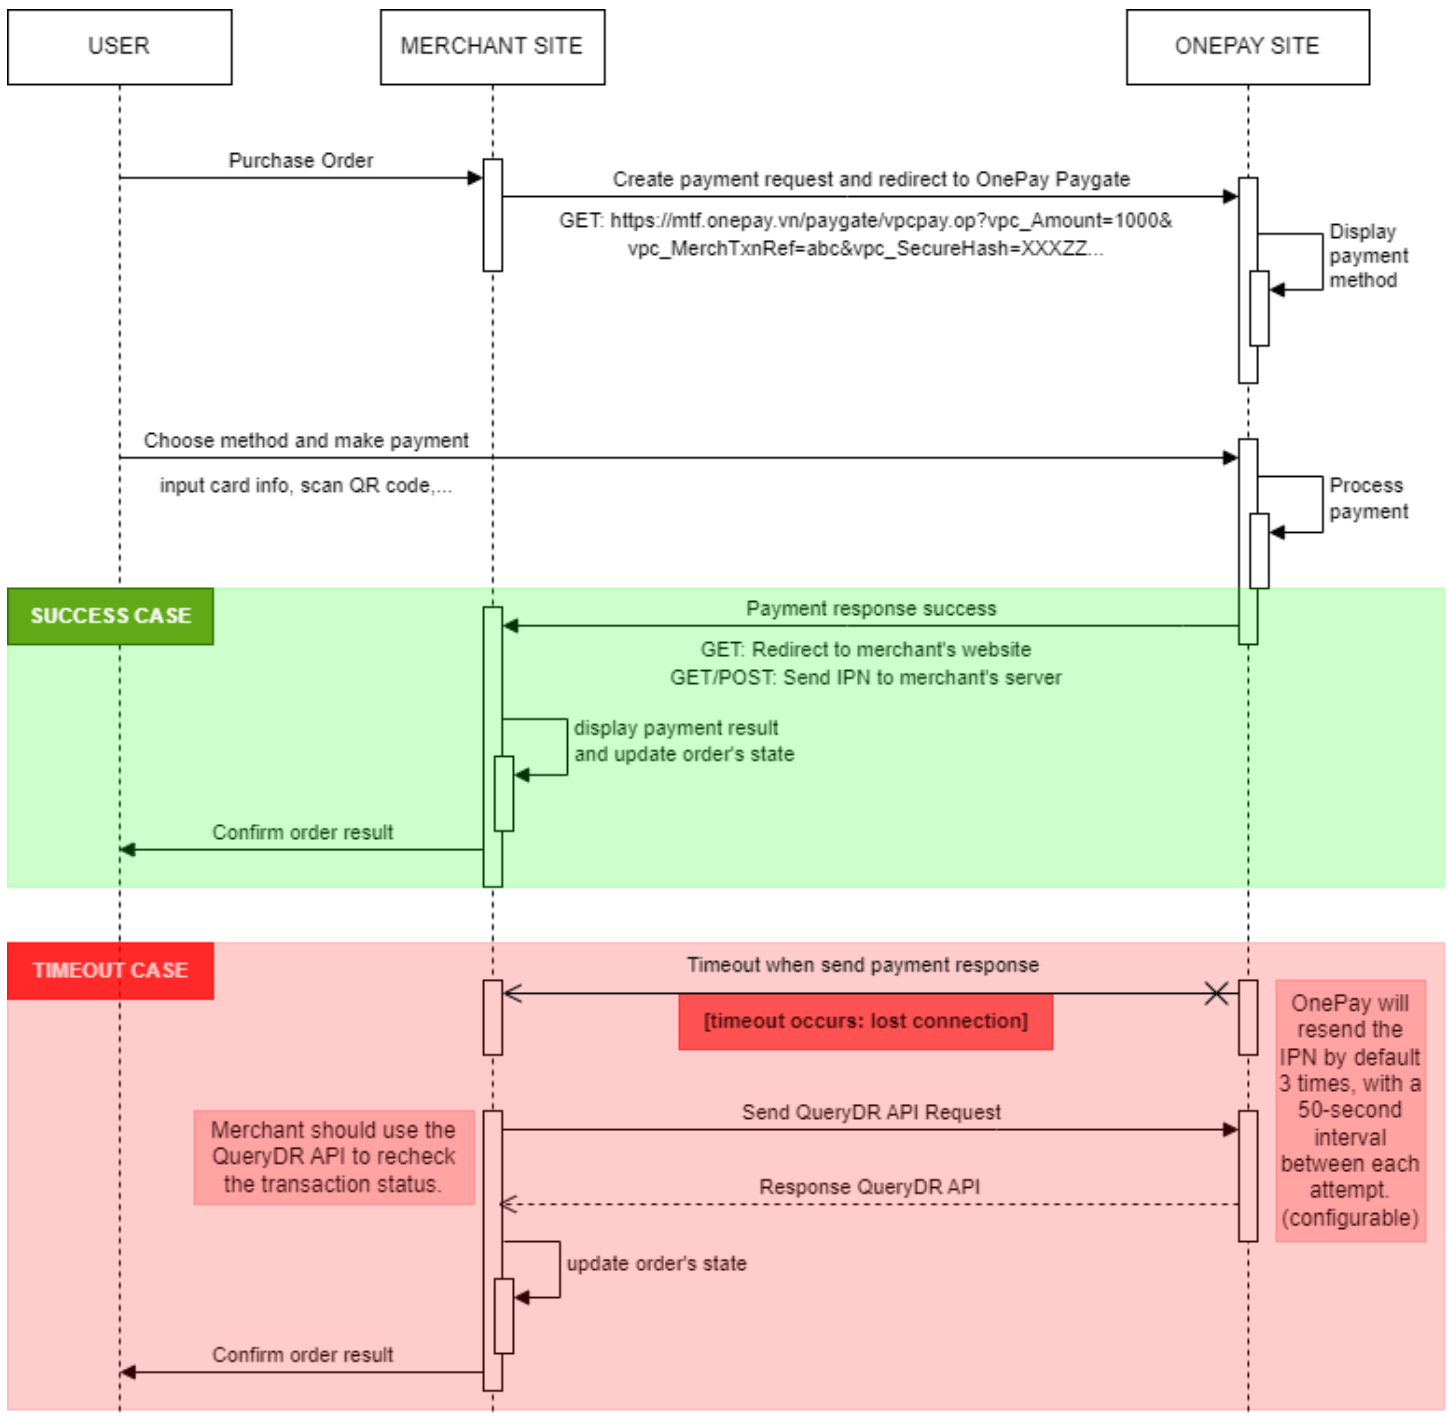 USER
MERCHANT SITE
ONEPAY SITE
Purchase Order
Create payment request and redirect to OnePay Paygate
GET: https://mtf.onepay.vn/paygate/vpcpay.op?vpc_Amount=1000&
vpc_MerchTxnRef=abc&vpc_SecureHash=XXXZZ...
Display
payment
method
Choose method and make payment
input card info, scan QR code,...
Process
payment
SUCCESS CASE
Payment response success
GET: Redirect to merchant's website
GET/POST: Send IPN to merchant's server
display payment result
and update order's state
Confirm order result
TIMEOUT CASE
Timeout when send payment response
[timeout occurs: lost connection]
OnePay will
resend the
IPN by default
3 times, with a
50-second
interval
between each
attempt.
(configurable)
Send QueryDR API Request
Merchant should use the
QueryDR API to recheck
the transaction status.
Response QueryDR API
update order's state
Confirm order result